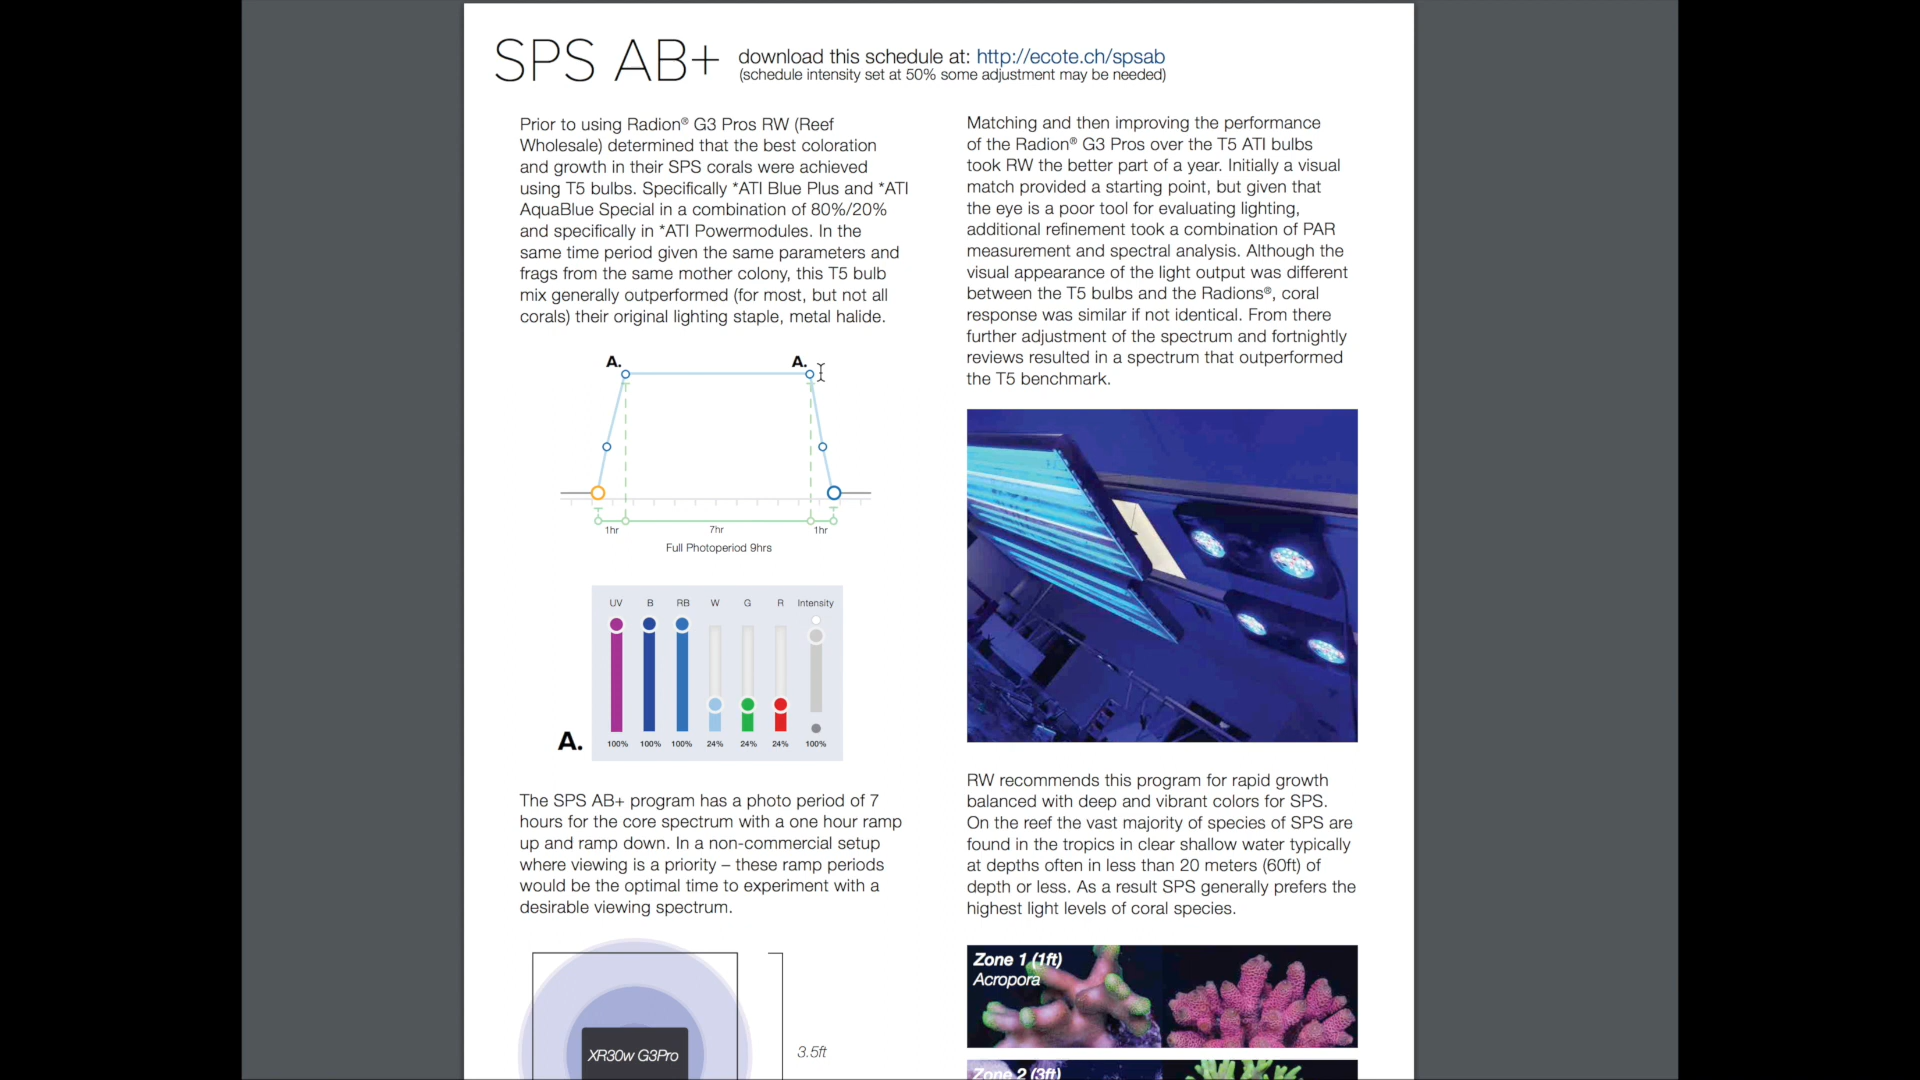 SPS AB+
download this schedule at: http://ecote.ch/spsab
(schedule intensity set at 50% some adjustment may be needed)
Prior to using Radion® G3 Pros RW (Reef
Wholesale) determined that the best coloration
and growth in their SPS corals were achieved
using T5 bulbs. Specifically *ATI Blue Plus and *ATI
AquaBlue Special in a combination of 80%/20%
and specifically in *ATI Powermodules. In the
same time period given the same parameters and
frags from the same mother colony, this T5 bulb
mix generally outperformed (for most, but not all
corals) their original lighting staple, metal halide.
A. A.
1hr 7hr 1hr
Full Photoperiod 9hrs
UV B RB W G R Intensity
A. 100% 100% 100% 24% 24% 24% 100%
The SPS AB+ program has a photo period of 7
hours for the core spectrum with a one hour ramp
up and ramp down. In a non-commercial setup
where viewing is a priority – these ramp periods
would be the optimal time to experiment with a
desirable viewing spectrum.
XR30w G3Pro
3.5ft
Matching and then improving the performance
of the Radion® G3 Pros over the T5 ATI bulbs
took RW the better part of a year. Initially a visual
match provided a starting point, but given that
the eye is a poor tool for evaluating lighting,
additional refinement took a combination of PAR
measurement and spectral analysis. Although the
visual appearance of the light output was different
between the T5 bulbs and the Radions®, coral
response was similar if not identical. From there
further adjustment of the spectrum and fortnightly
reviews resulted in a spectrum that outperformed
the T5 benchmark.
RW recommends this program for rapid growth
balanced with deep and vibrant colors for SPS.
On the reef the vast majority of species of SPS are
found in the tropics in clear shallow water typically
at depths often in less than 20 meters (60ft) of
depth or less. As a result SPS generally prefers the
highest light levels of coral species.
Zone 1 (1ft)
Acropora
Zone 2 (3ft)